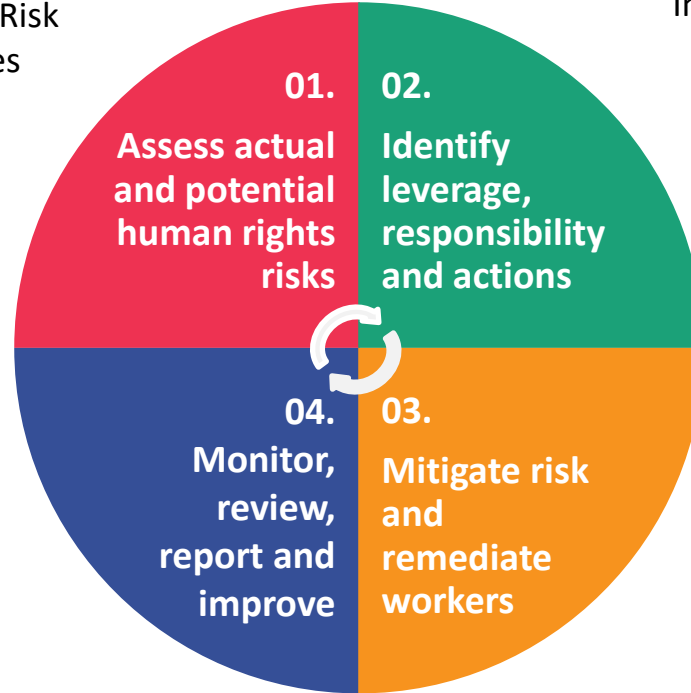 Risk
es
In
01.
Assess actual
and potential
human rights
risks
02.
Identify
leverage,
responsibility
and actions
04.
Monitor,
review,
report and
improve
03.
Mitigate risk
and
remediate
workers